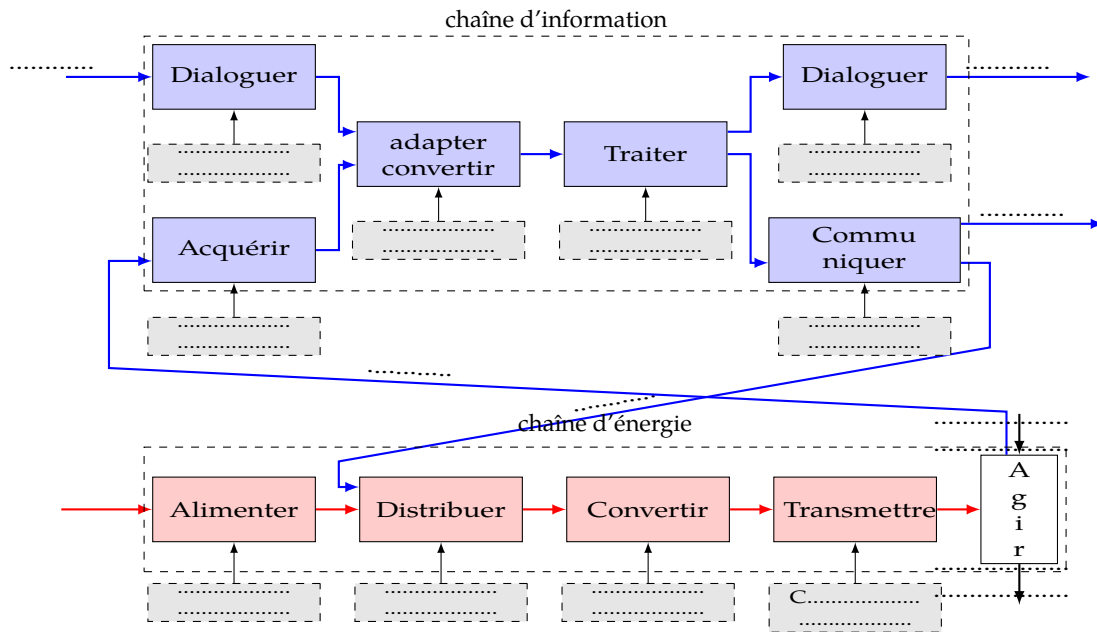 chaîne d'information
Dialoguer
Dialoguer
adapter
convertir
Traiter
Acquérir
Commu
niquer
chaîne d'énergie
Alimenter
Distribuer
Convertir
Transmettre
A
g
i
r
C...................